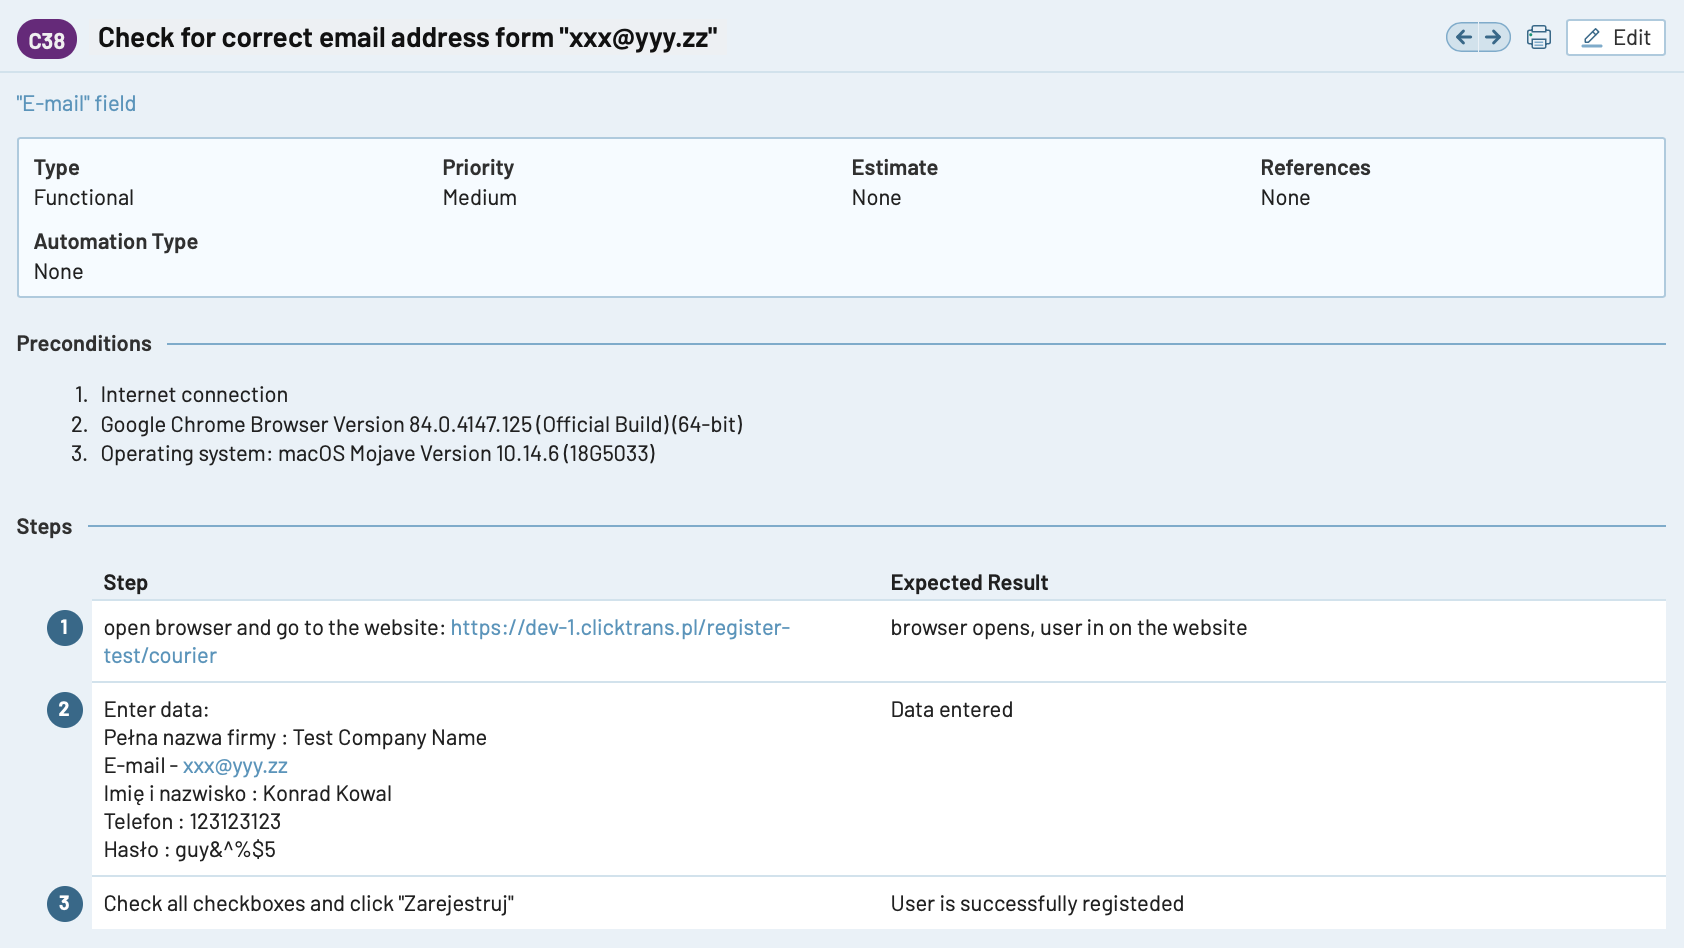 C38 Check for correct email address form "xxx@yyy.zz"
Edit
"E-mail" field
Type Priority Estimate References
Functional Medium None None
Automation Type
None
Preconditions
1. Internet connection
2. Google Chrome Browser Version 84.0.4147.125 (Official Build) (64-bit)
3. Operating system: macOS Mojave Version 10.14.6 (18G5033)
Steps
Step Expected Result
1 open browser and go to the website: https://dev-1.clicktrans.pl/register- browser opens, user in on the website
test/courier
2 Enter data: Data entered
Pełna nazwa firmy : Test Company Name
E-mail - xxx@yyy.zz
Imię i nazwisko : Konrad Kowal
Telefon : 123123123
Hasło : guy&^%$5
3 Check all checkboxes and click "Zarejestruj" User is successfully registeded